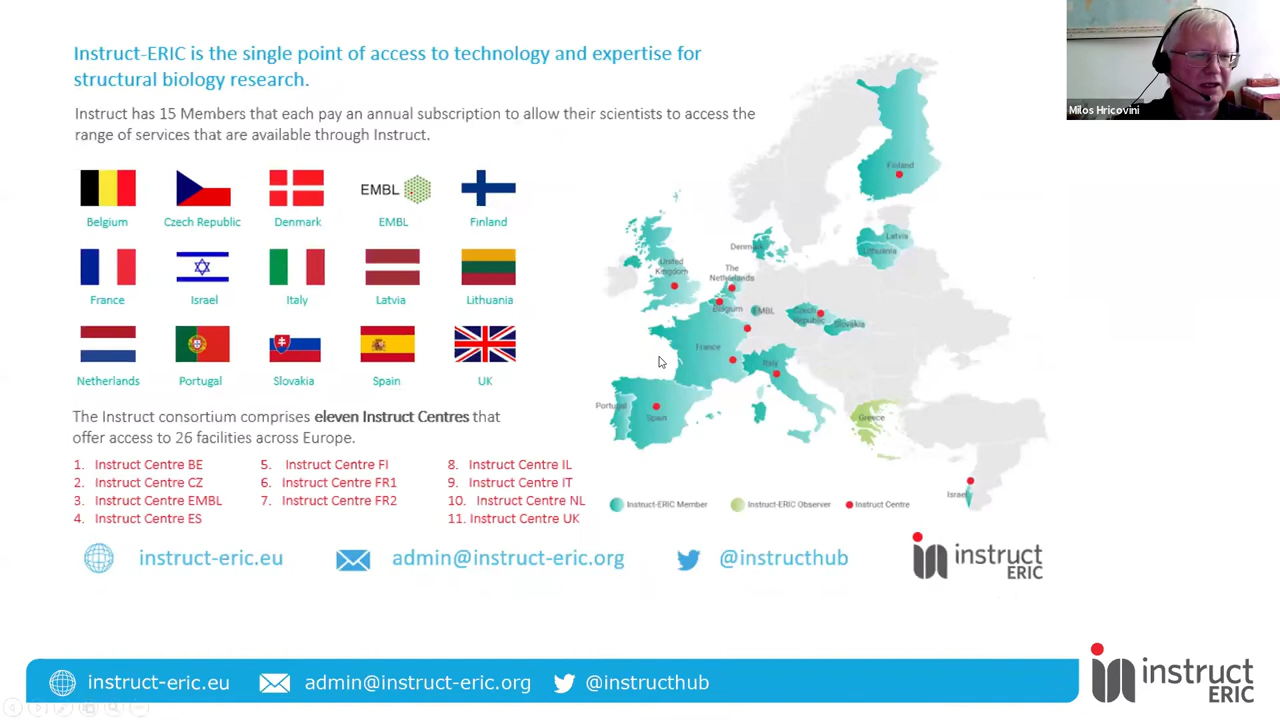 Instruct-ERIC is the single point of access to technology and expertise for
structural biology research.
Instruct has 15 Members that each pay an annual subscription to allow their scientists to access the
range of services that are available through Instruct.
EMBL
Belgium
Czech Republic
Denmark
EMBL
Finland
France
Israel
Italy
Latvia
Lithuania
Netherlands
Portugal
Slovakia
Spain
UK
The Instruct consortium comprises eleven Instruct Centres that
offer access to 26 facilities across Europe.
1. Instruct Centre BE
2. Instruct Centre CZ
3. Instruct Centre EMBL
4. Instruct Centre ES
5. Instruct Centre FI
6. Instruct Centre FR1
7. Instruct Centre FR2
8. Instruct Centre IL
9. Instruct Centre IT
10. Instruct Centre NL
11. Instruct Centre UK
Finland
Latvia
Lithuania
Denmark
United
Kingdom
The
Netherlands
Belgium
EMBL
Czech
Republic
Slovakia
France
Italy
Portugal
Spain
Greece
Israel
Instruct-ERIC Member
Instruct-ERIC Observer
Instruct Centre
instruct-eric.eu
admin@instruct-eric.org
@instructhub
instruct
ERIC
Milos Hricovini
instruct-eric.eu
admin@instruct-eric.org
@instructhub
instruct
ERIC